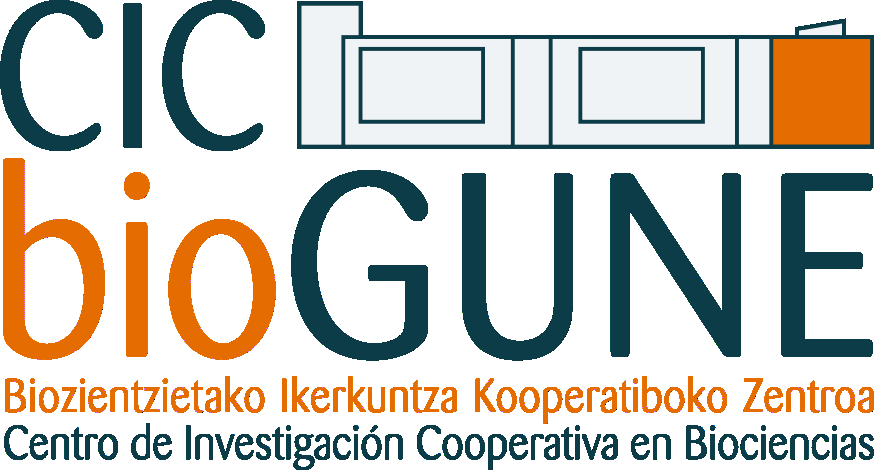 CIC
bioGUNE
Biozientzietako Ikerkuntza Kooperatiboko Zentroa
Centro de Investigación Cooperativa en Biociencias